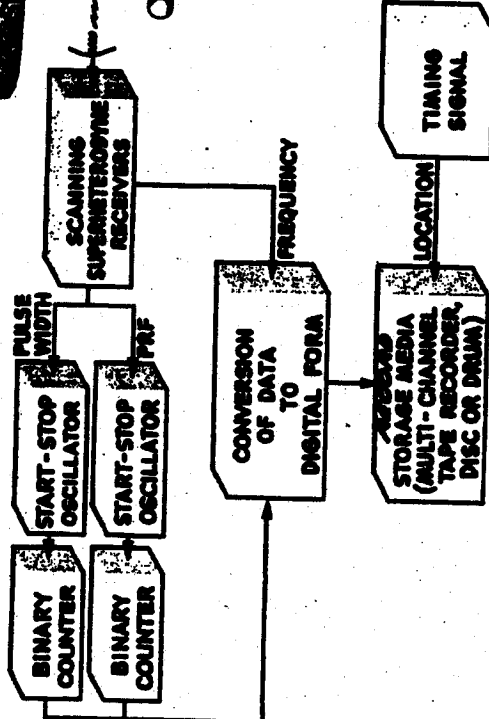 BINARY
COUNTER
START-STOP
OSCILLATOR
PULSE
WIDTH
SCANNING
SUPERHETERODYNE
RECEIVERS
BINARY
COUNTER
START-STOP
OSCILLATOR
PRF
CONVERSION
OF DATA
TO
DIGITAL FORM
FREQUENCY
STORAGE MEDIA
(MULTI-CHANNEL
TAPE RECORDER,
DISC OR DRUM)
LOCATION
TIMING
SIGNAL